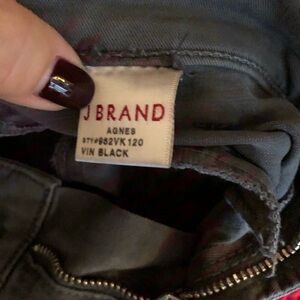 J BRAND
AGNES
STY#952VK120
VIN BLACK